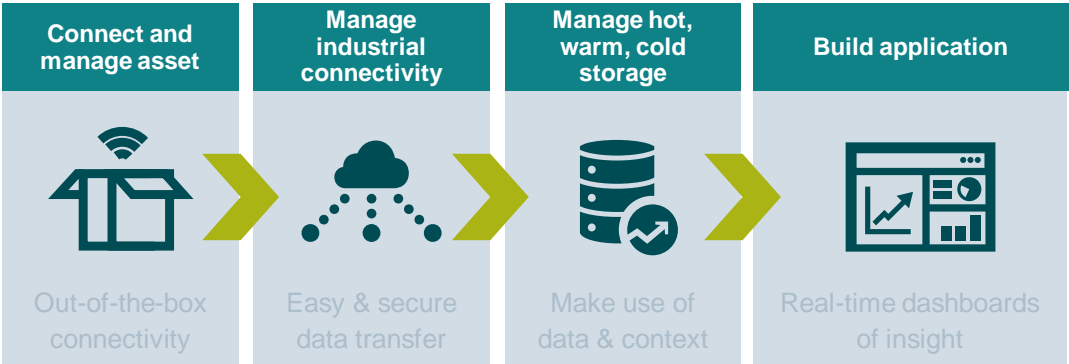 Connect and
manage asset
Manage
industrial
connectivity
Manage hot,
warm, cold
storage
Build application
Out-of-the-box
connectivity
Easy & secure
data transfer
Make use of
data & context
Real-time dashboards
of insight